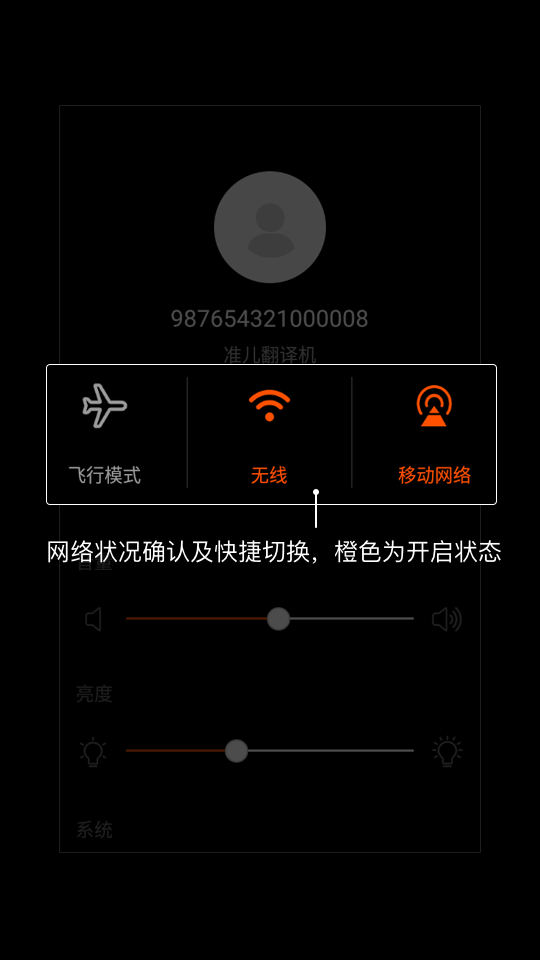 987654321000008
准儿翻译机
飞行模式 无线 移动网络
网络状况确认及快捷切换，橙色为开启状态
音量
亮度
系统